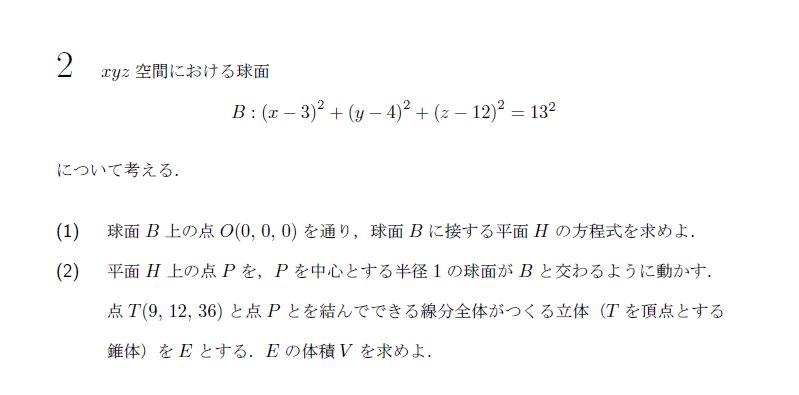 2 xyz 空間における球面
B : (x − 3)² + (y − 4)² + (z − 12)² = 13²
について考える．
(1) 球面 B 上の点 O(0, 0, 0) を通り，球面 B に接する平面 H の方程式を求めよ．
(2) 平面 H 上の点 P を，P を中心とする半径 1 の球面が B と交わるように動かす．
点 T(9, 12, 36) と点 P とを結んでできる線分全体がつくる立体（T を頂点とする
錐体）を E とする．E の体積 V を求めよ．